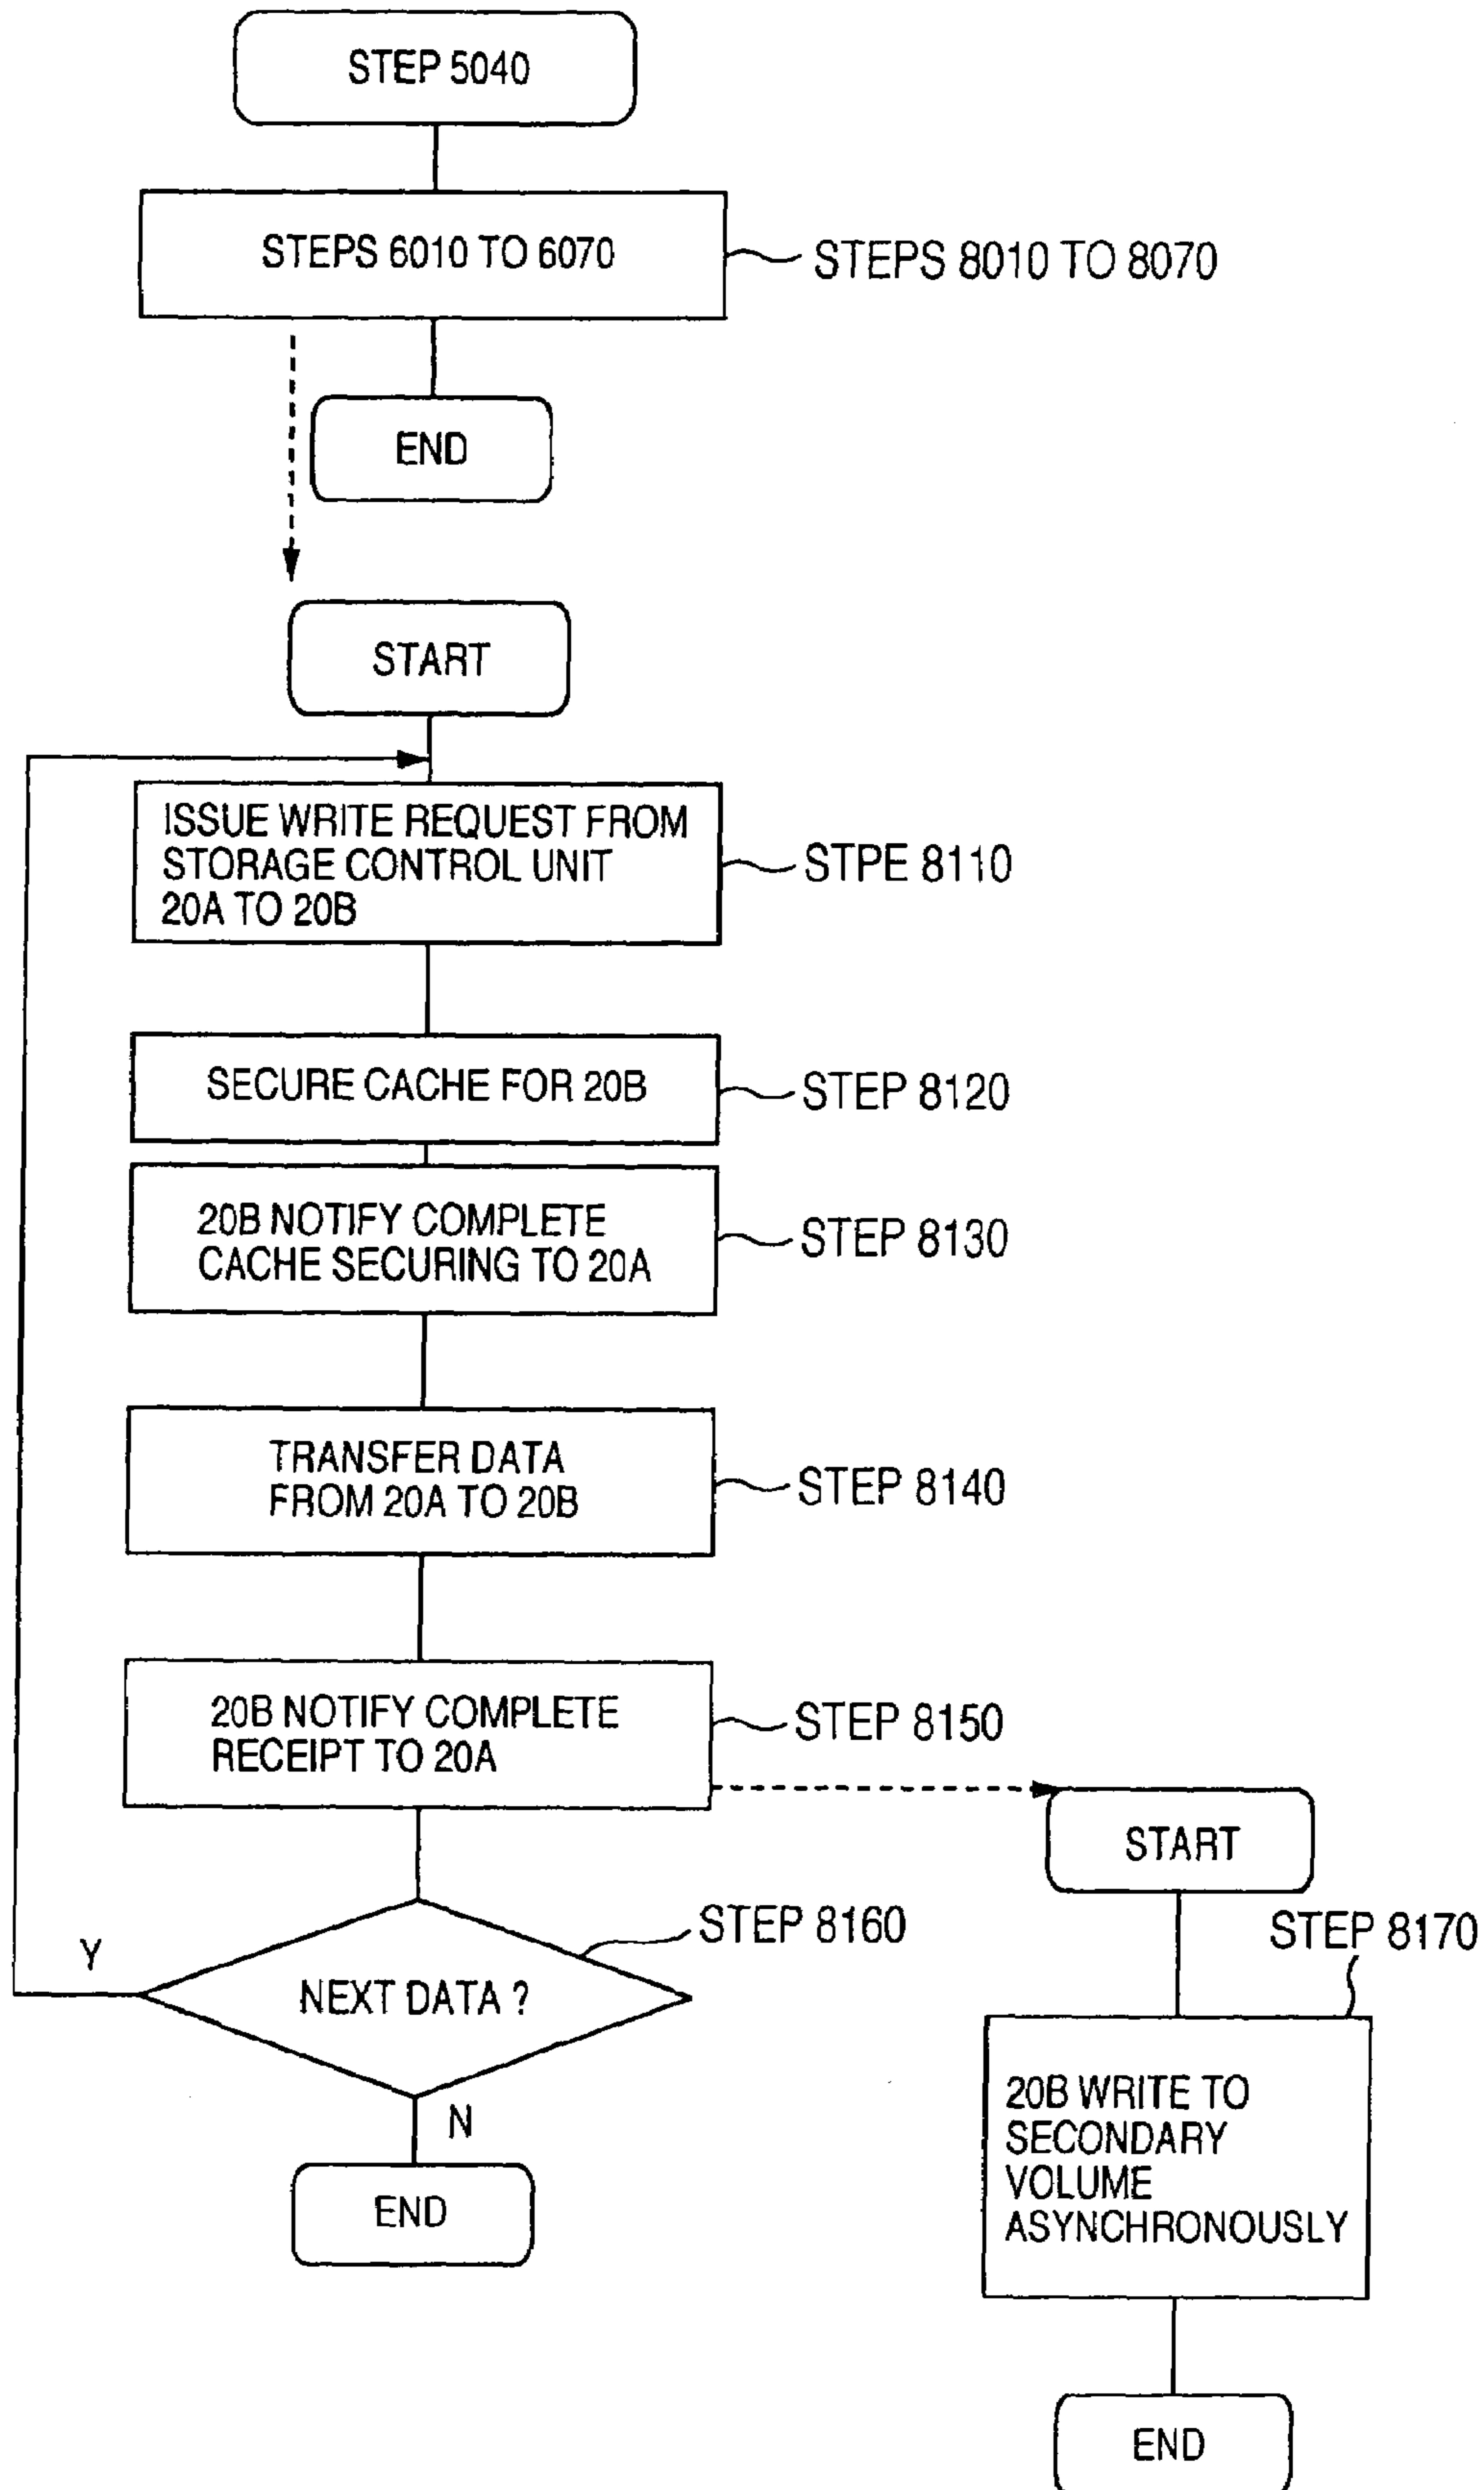 STEP 5040
STEPS 6010 TO 6070
STEPS 8010 TO 8070
END
START
ISSUE WRITE REQUEST FROM
STORAGE CONTROL UNIT
20A TO 20B
STPE 8110
SECURE CACHE FOR 20B
STEP 8120
20B NOTIFY COMPLETE
CACHE SECURING TO 20A
STEP 8130
TRANSFER DATA
FROM 20A TO 20B
STEP 8140
20B NOTIFY COMPLETE
RECEIPT TO 20A
STEP 8150
START
STEP 8160
STEP 8170
Y
NEXT DATA ?
N
END
20B WRITE TO
SECONDARY
VOLUME
ASYNCHRONOUSLY
END